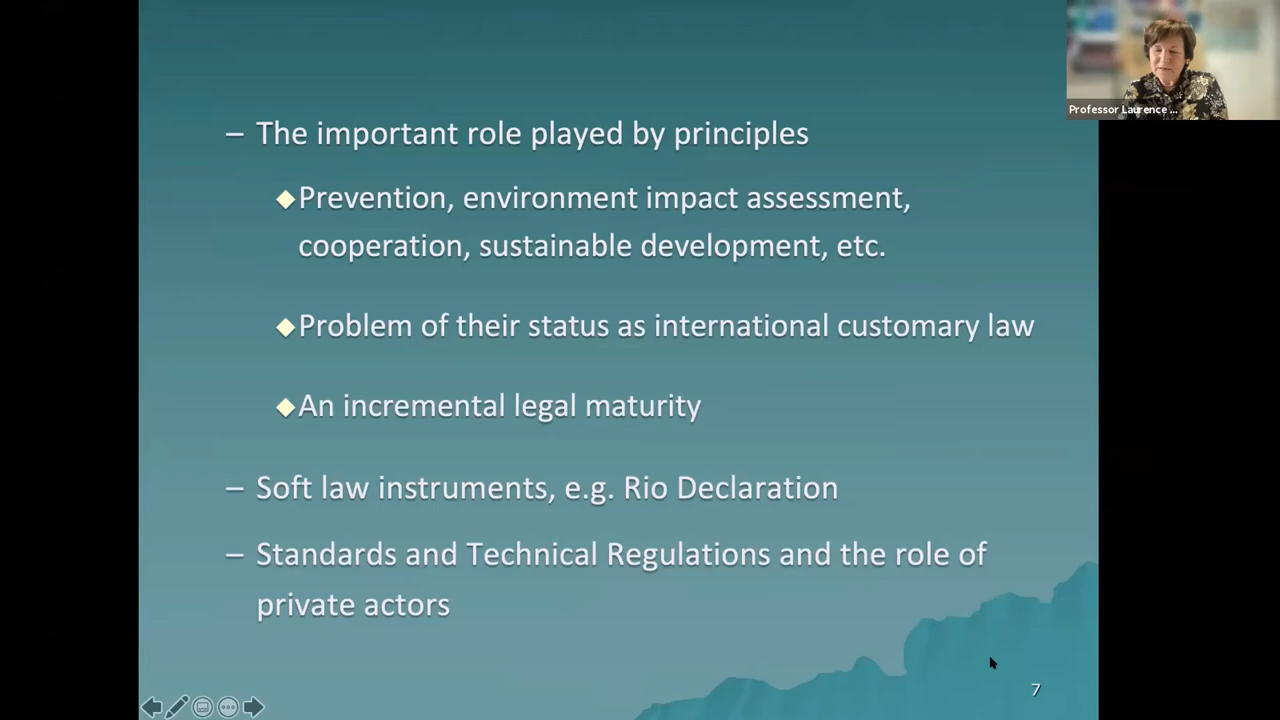 Professor Laurence ...
– The important role played by principles
◆Prevention, environment impact assessment,
cooperation, sustainable development, etc.
◆Problem of their status as international customary law
◆An incremental legal maturity
– Soft law instruments, e.g. Rio Declaration
– Standards and Technical Regulations and the role of
private actors
7